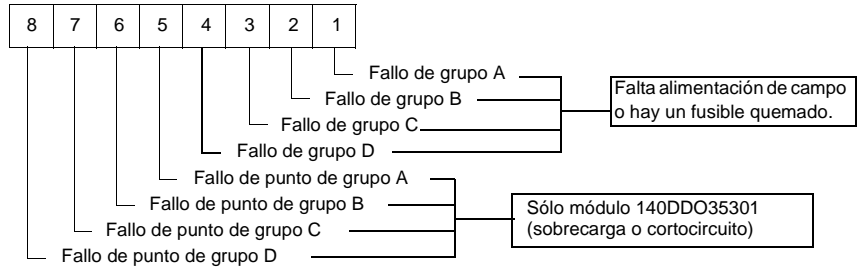 8 7 6 5 4 3 2 1
Fallo de grupo A
Fallo de grupo B
Fallo de grupo C
Fallo de grupo D
Falta alimentación de campo
o hay un fusible quemado.
Fallo de punto de grupo A
Fallo de punto de grupo B
Fallo de punto de grupo C
Fallo de punto de grupo D
Sólo módulo 140DDO35301
(sobrecarga o cortocircuito)